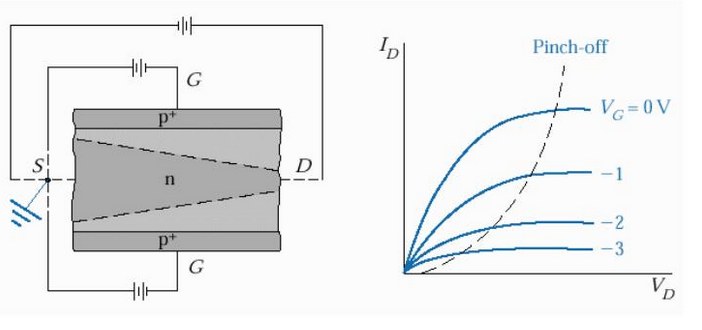 G
p⁺
S
n
D
p⁺
G
I_D
Pinch-off
V_G = 0 V
−1
−2
−3
V_D